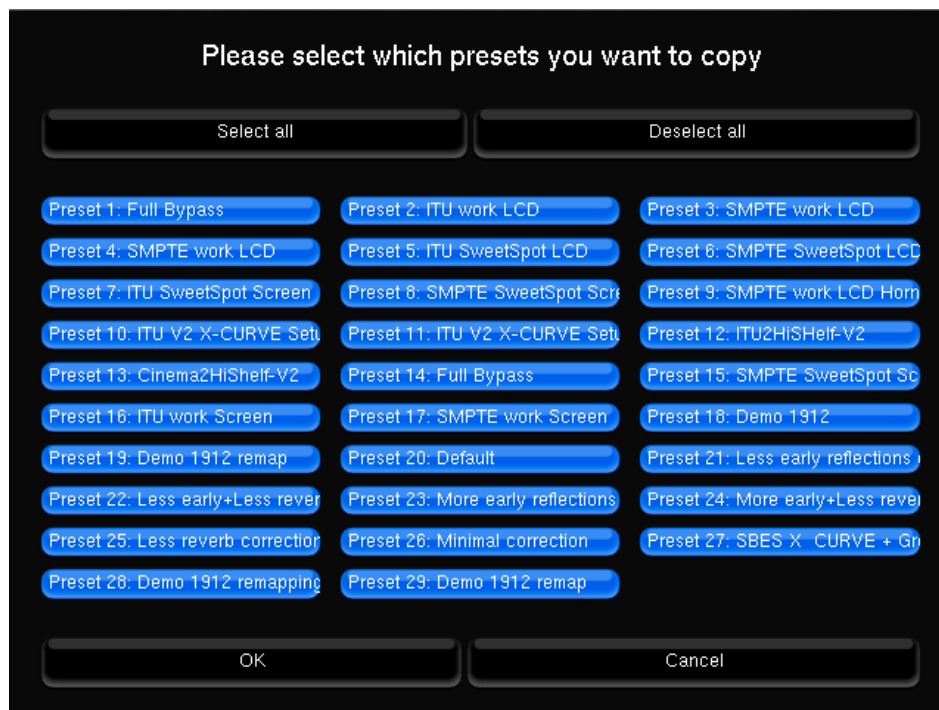 Please select which presets you want to copy
Select all Deselect all
Preset 1: Full Bypass Preset 2: ITU work LCD Preset 3: SMPTE work LCD
Preset 4: SMPTE work LCD Preset 5: ITU SweetSpot LCD Preset 6: SMPTE SweetSpot LCD
Preset 7: ITU SweetSpot Screen Preset 8: SMPTE SweetSpot Scre Preset 9: SMPTE work LCD Horn
Preset 10: ITU V2 X-CURVE Setu Preset 11: ITU V2 X-CURVE Setu Preset 12: ITU2HiSHelf-V2
Preset 13: Cinema2HiShelf-V2 Preset 14: Full Bypass Preset 15: SMPTE SweetSpot Sc
Preset 16: ITU work Screen Preset 17: SMPTE work Screen Preset 18: Demo 1912
Preset 19: Demo 1912 remap Preset 20: Default Preset 21: Less early reflections
Preset 22: Less early+Less rever Preset 23: More early reflections Preset 24: More early+Less rever
Preset 25: Less reverb correction Preset 26: Minimal correction Preset 27: SBES X CURVE + Gr
Preset 28: Demo 1912 remapping Preset 29: Demo 1912 remap
OK Cancel